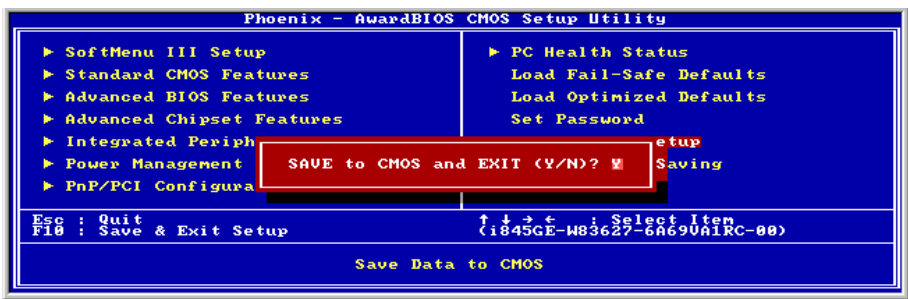 Phoenix - AwardBIOS CMOS Setup Utility
► SoftMenu III Setup
► Standard CMOS Features
► Advanced BIOS Features
► Advanced Chipset Features
► Integrated Periph
► Power Management
► PnP/PCI Configura
► PC Health Status
Load Fail-Safe Defaults
Load Optimized Defaults
Set Password
etup
Saving
SAVE to CMOS and EXIT (Y/N)? Y
Esc : Quit
F10 : Save & Exit Setup
↑ ↓ → ← : Select Item
(i845GE-W83627-6A69VA1RC-00)
Save Data to CMOS